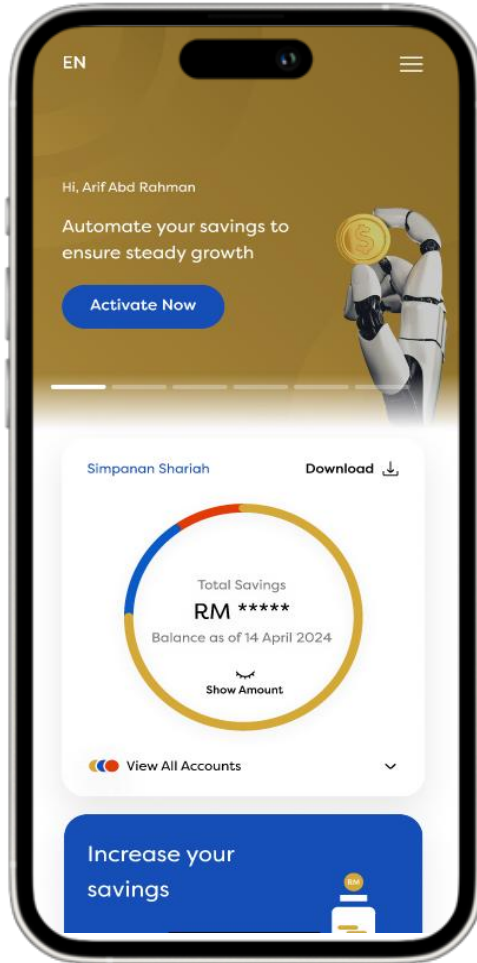 EN
Hi, Arif Abd Rahman
Automate your savings to
ensure steady growth
Activate Now
Simpanan Shariah
Download
Total Savings
RM *****
Balance as of 14 April 2024
Show Amount
View All Accounts
Increase your
savings
RM